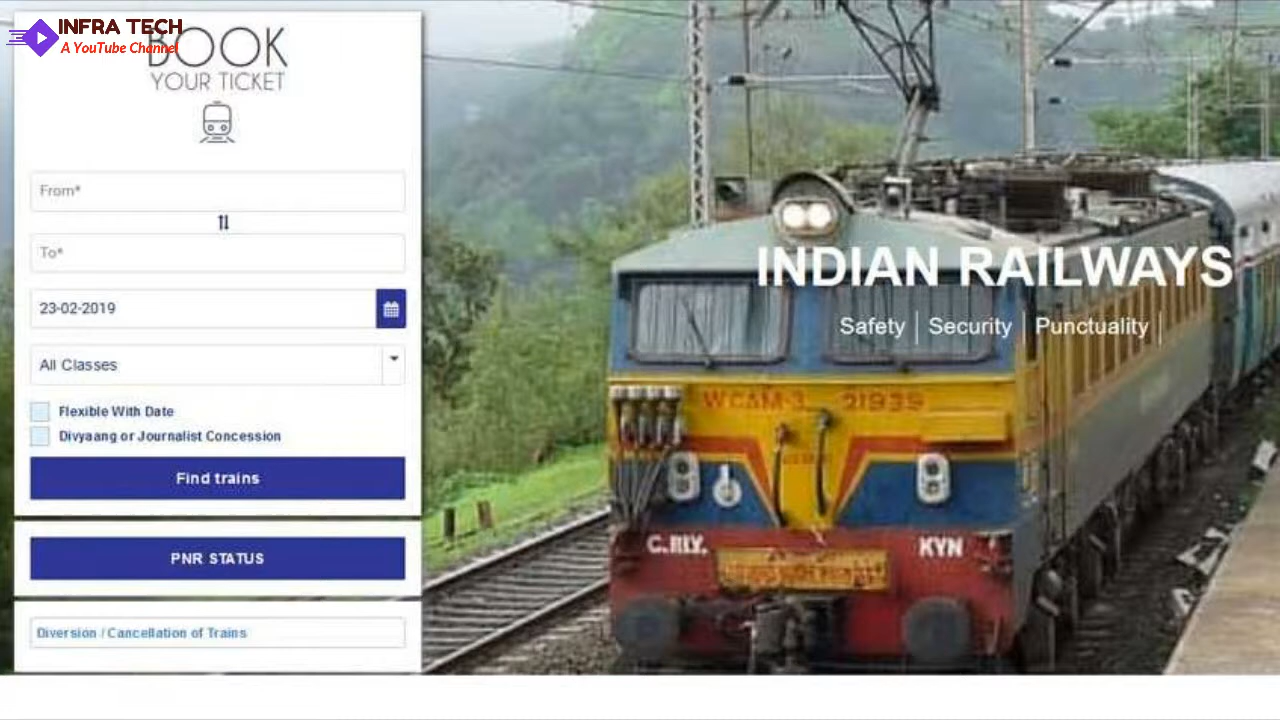 INFRA TECH
A YouTube Channel
BOOK
YOUR TICKET
From*
To*
23-02-2019
All Classes
Flexible With Date
Divyaang or Journalist Concession
Find trains
PNR STATUS
Diversion / Cancellation of Trains
INDIAN RAILWAYS
Safety | Security | Punctuality |
WCAM-3 21939
C.RLY. KYN